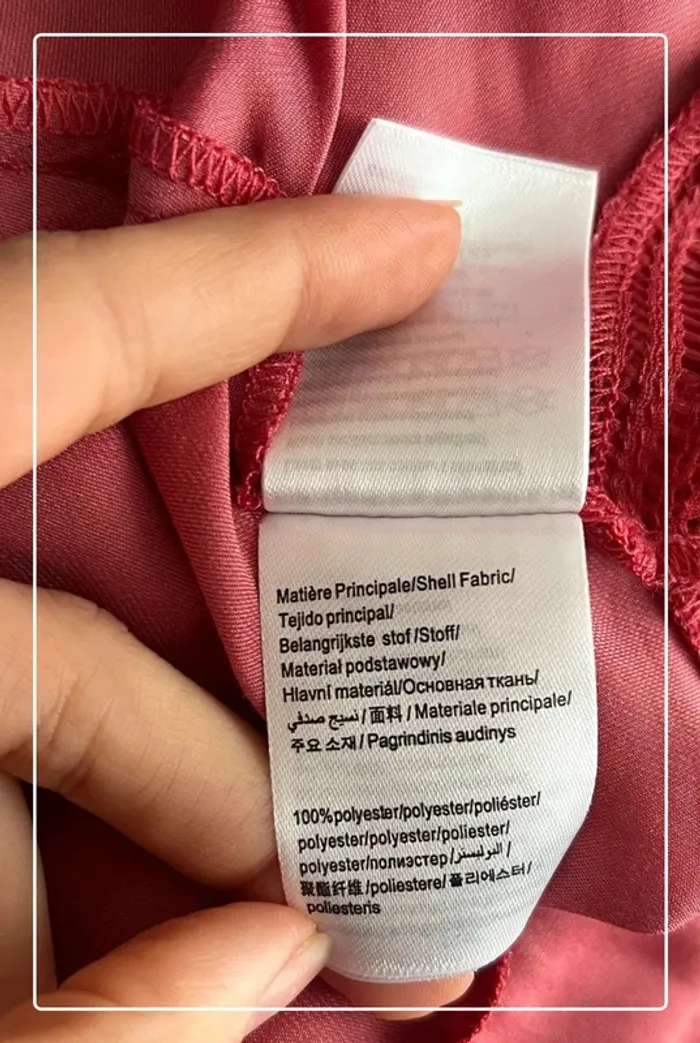 Matière Principale/Shell Fabric/
Tejido principal/
Belangrijkste stof /Stoff/
Materiał podstawowy/
Hlavní materiál/Основная ткань/
نسيج صدفي / 面料 / Materiale principale/
주요 소재 / Pagrindinis audinys
100%polyester/polyester/poliéster/
polyester/polyester/poliester/
polyester/полиэстер/البوليستر /
聚酯纤维 /poliestere/ 폴리에스터 /
poliesteris